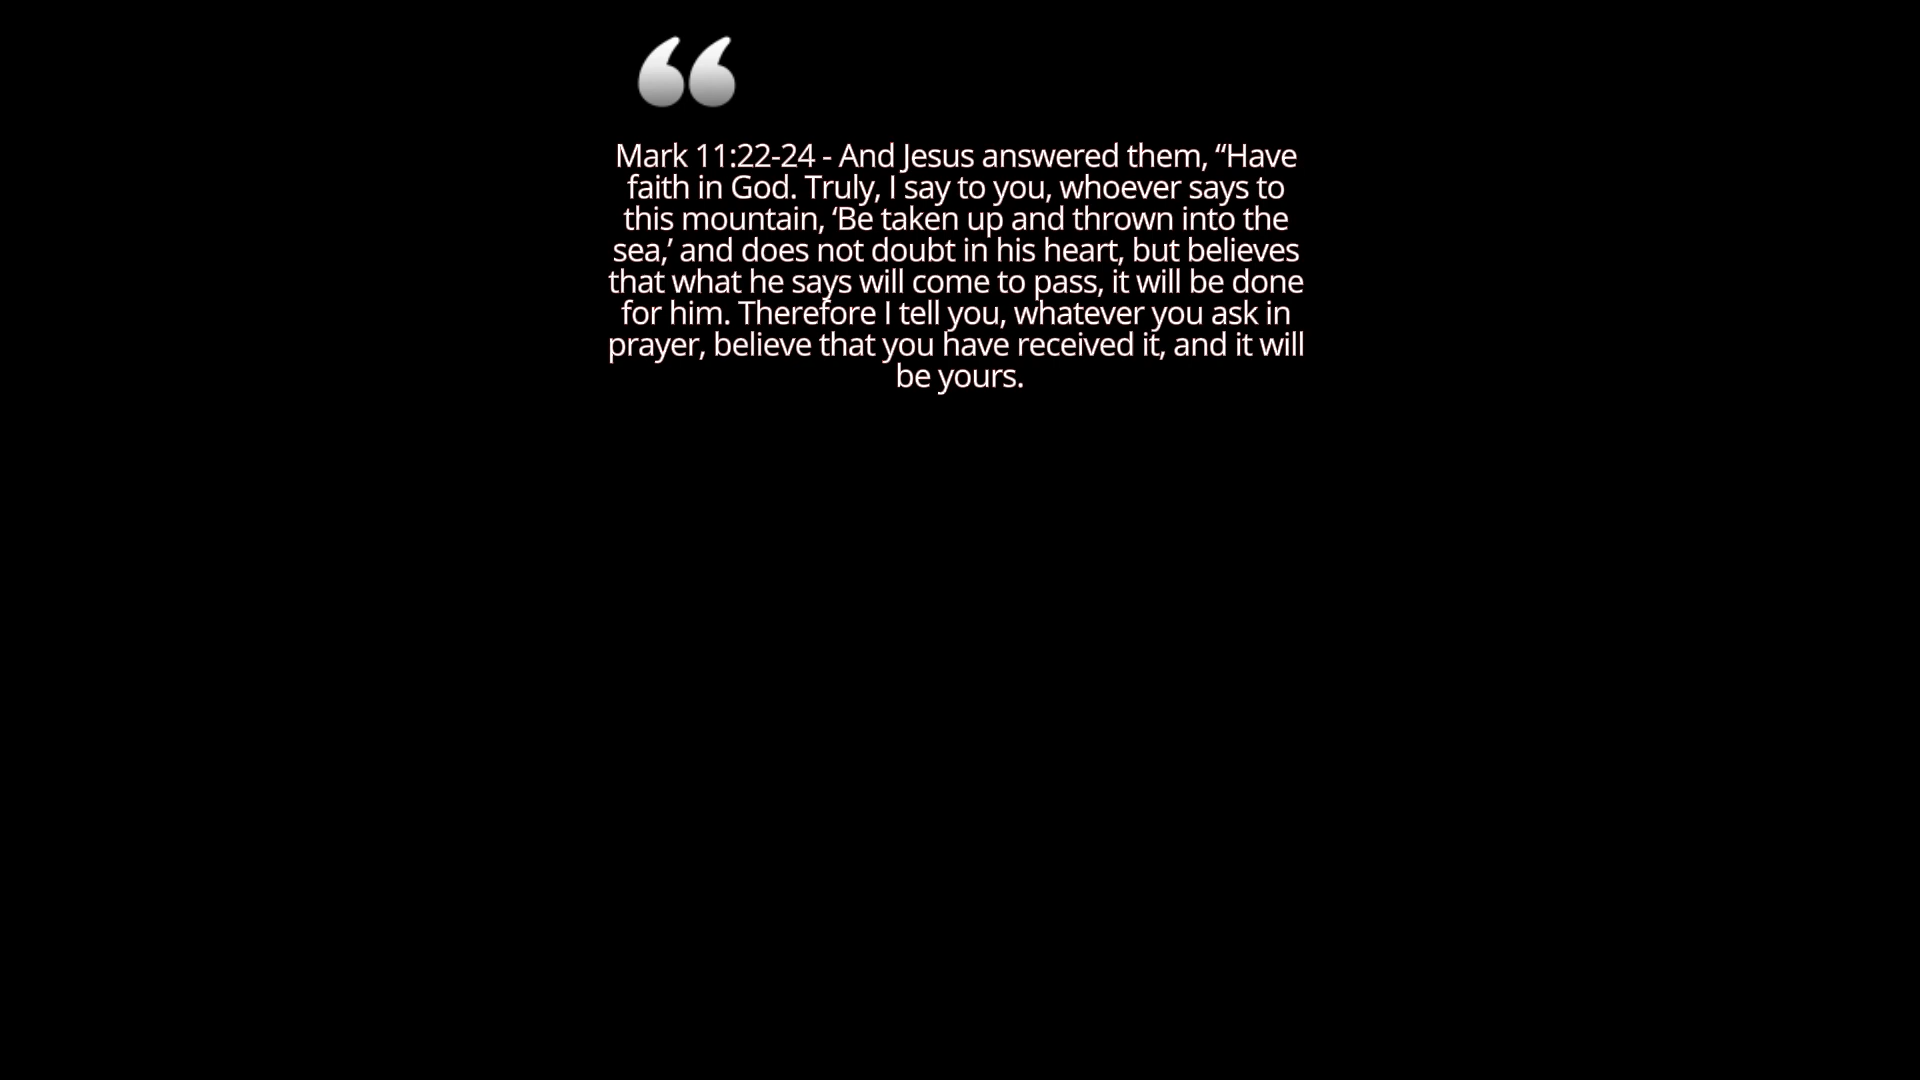 ❝
Mark 11:22-24 - And Jesus answered them, “Have
faith in God. Truly, I say to you, whoever says to
this mountain, ‘Be taken up and thrown into the
sea,’ and does not doubt in his heart, but believes
that what he says will come to pass, it will be done
for him. Therefore I tell you, whatever you ask in
prayer, believe that you have received it, and it will
be yours.